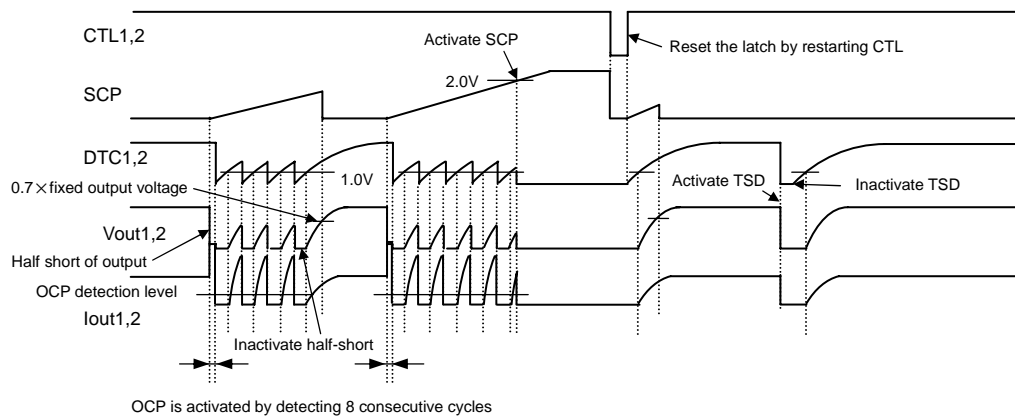 CTL1,2
Activate SCP
Reset the latch by restarting CTL
2.0V
SCP
DTC1,2
1.0V
0.7×fixed output voltage
Activate TSD
Inactivate TSD
Vout1,2
Half short of output
OCP detection level
Iout1,2
Inactivate half-short
OCP is activated by detecting 8 consecutive cycles